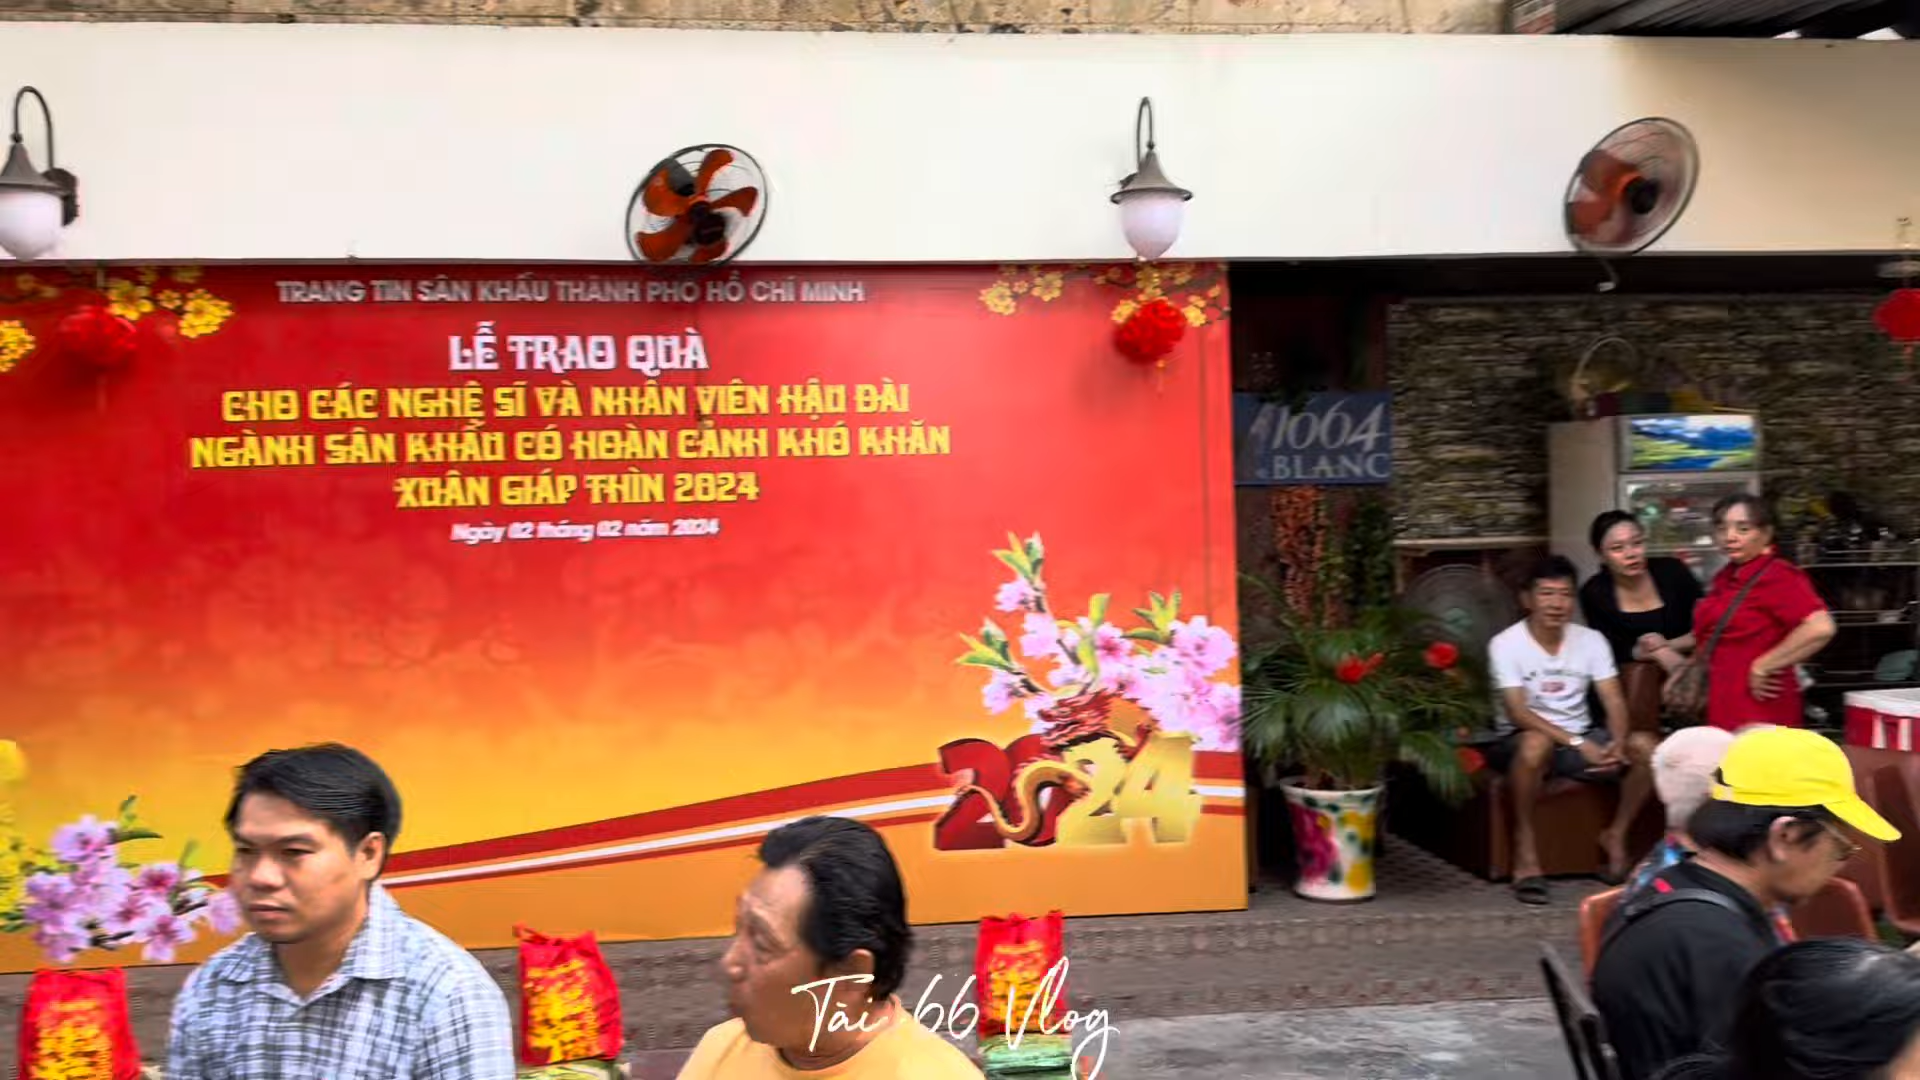 TRANG TIN SÂN KHẤU THÀNH PHỐ HỒ CHÍ MINH
LỄ TRAO QUÀ
CHO CÁC NGHỆ SĨ VÀ NHÂN VIÊN HẬU ĐÀI
NGÀNH SÂN KHẤU CÓ HOÀN CẢNH KHÓ KHĂN
XUÂN GIÁP THÌN 2024
Ngày 02 tháng 02 năm 2024
1664
BLANC
2024
Tài 66 Vlog